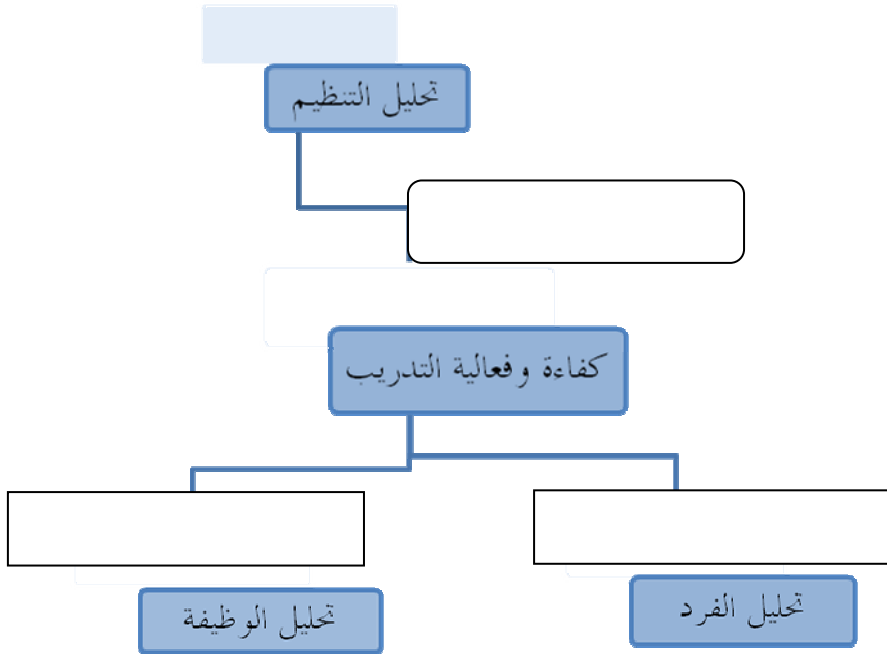 تحليل التنظيم
كفاءة وفعالية التدريب
تحليل الفرد
تحليل الوظيفة